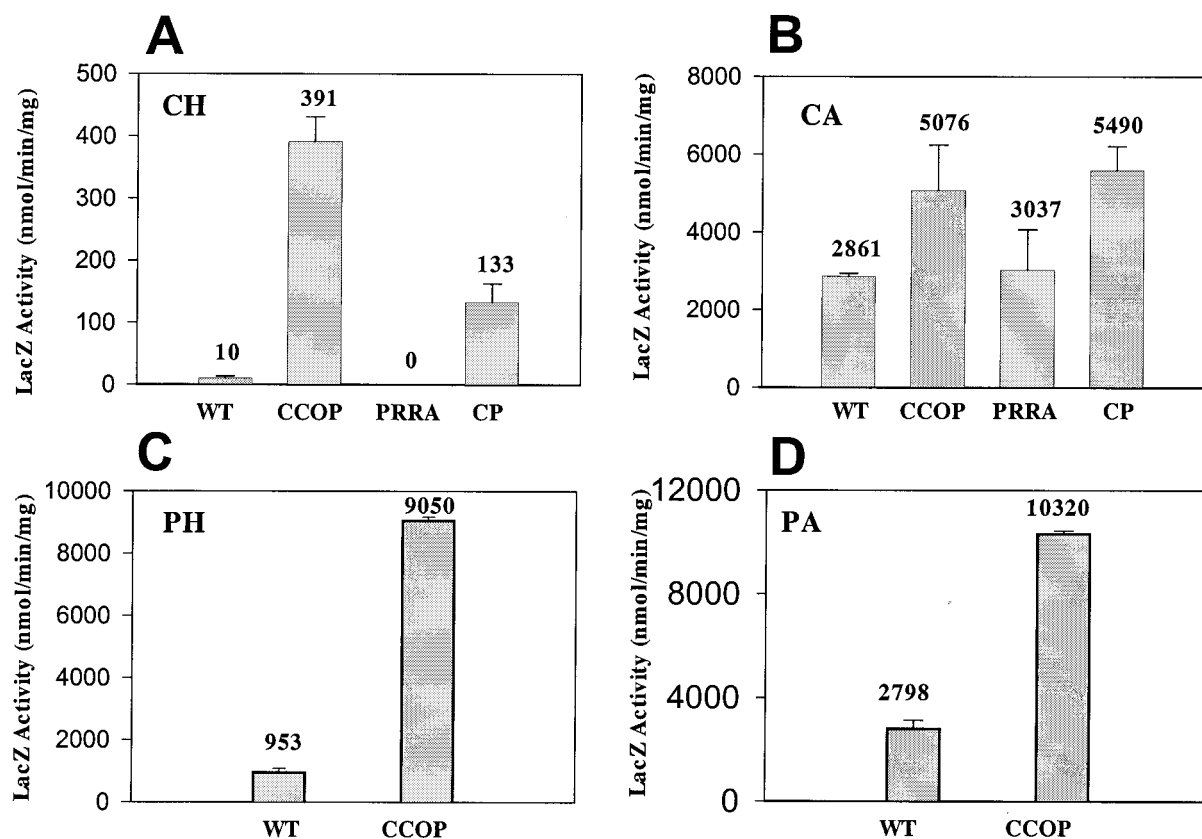 A
CH
LacZ Activity (nmol/min/mg)
500
400
300
200
100
0
10
391
0
133
WT CCOP PRRA CP
B
CA
LacZ Activity (nmol/min/mg)
8000
6000
4000
2000
0
2861
5076
3037
5490
WT CCOP PRRA CP
C
PH
LacZ Activity (nmol/min/mg)
10000
8000
6000
4000
2000
0
953
9050
WT CCOP
D
PA
LacZ Activity (nmol/min/mg)
12000
8000
4000
0
2798
10320
WT CCOP